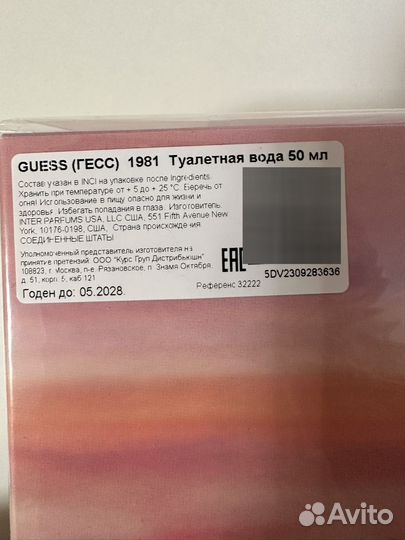 GUESS (ГЕСС) 1981 Туалетная вода 50 мл
Состав указан в INCI на упаковке после Ingredients.
Хранить при температуре от + 5 до + 25 °C. Беречь от
огня! Использование в пищу опасно для жизни и
здоровья. Избегать попадания в глаза. Изготовитель:
INTER PARFUMS USA, LLC США, 551 Fifth Avenue New
York, 10176-0198, США, Страна происхождения
СОЕДИНЕННЫЕ ШТАТЫ
Уполномоченный представитель изготовителя на
принятие претензий: ООО "Курс Груп Дистрибьюшн"
108823, г. Москва, п-е. Рязановское, п. Знамя Октября,
д. 51, корп. 5, каб.121
EAC
5DV2309283636
Годен до: 05.2028
Референс 32222
Avito